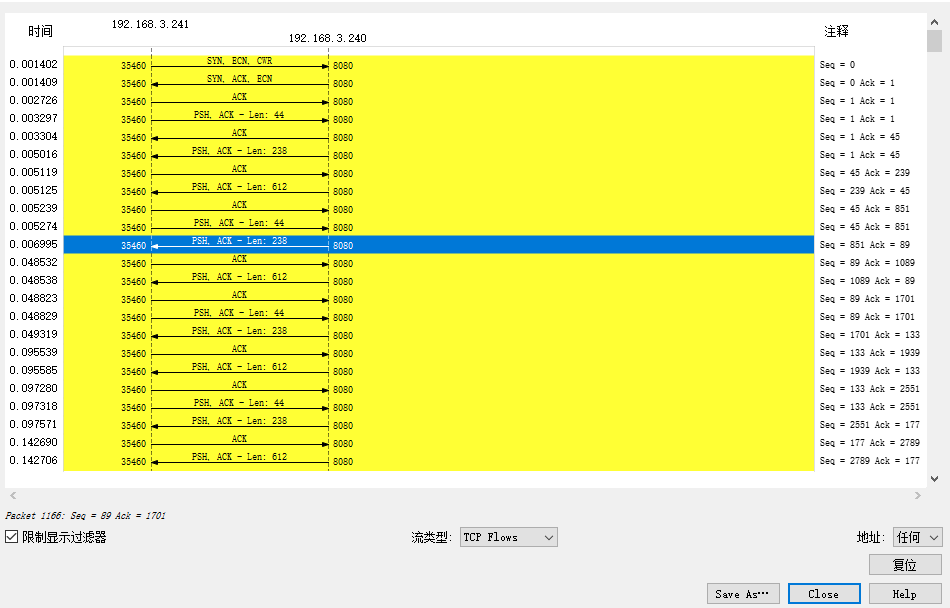 时间 192.168.3.241 192.168.3.240 注释
0.001402 35460 SYN, ECN, CWR 8080 Seq = 0
0.001409 35460 SYN, ACK, ECN 8080 Seq = 0 Ack = 1
0.002726 35460 ACK 8080 Seq = 1 Ack = 1
0.003297 35460 PSH, ACK - Len: 44 8080 Seq = 1 Ack = 1
0.003304 35460 ACK 8080 Seq = 1 Ack = 45
0.005016 35460 PSH, ACK - Len: 238 8080 Seq = 1 Ack = 45
0.005119 35460 ACK 8080 Seq = 45 Ack = 239
0.005125 35460 PSH, ACK - Len: 612 8080 Seq = 239 Ack = 45
0.005239 35460 ACK 8080 Seq = 45 Ack = 851
0.005274 35460 PSH, ACK - Len: 44 8080 Seq = 45 Ack = 851
0.006995 35460 PSH, ACK - Len: 238 8080 Seq = 851 Ack = 89
0.048532 35460 ACK 8080 Seq = 89 Ack = 1089
0.048538 35460 PSH, ACK - Len: 612 8080 Seq = 1089 Ack = 89
0.048823 35460 ACK 8080 Seq = 89 Ack = 1701
0.048829 35460 PSH, ACK - Len: 44 8080 Seq = 89 Ack = 1701
0.049319 35460 PSH, ACK - Len: 238 8080 Seq = 1701 Ack = 133
0.095539 35460 ACK 8080 Seq = 133 Ack = 1939
0.095585 35460 PSH, ACK - Len: 612 8080 Seq = 1939 Ack = 133
0.097280 35460 ACK 8080 Seq = 133 Ack = 2551
0.097318 35460 PSH, ACK - Len: 44 8080 Seq = 133 Ack = 2551
0.097571 35460 PSH, ACK - Len: 238 8080 Seq = 2551 Ack = 177
0.142690 35460 ACK 8080 Seq = 177 Ack = 2789
0.142706 35460 PSH, ACK - Len: 612 8080 Seq = 2789 Ack = 177
Packet 1166: Seq = 89 Ack = 1701
限制显示过滤器 流类型: TCP Flows 地址: 任何
复位
Save As… Close Help